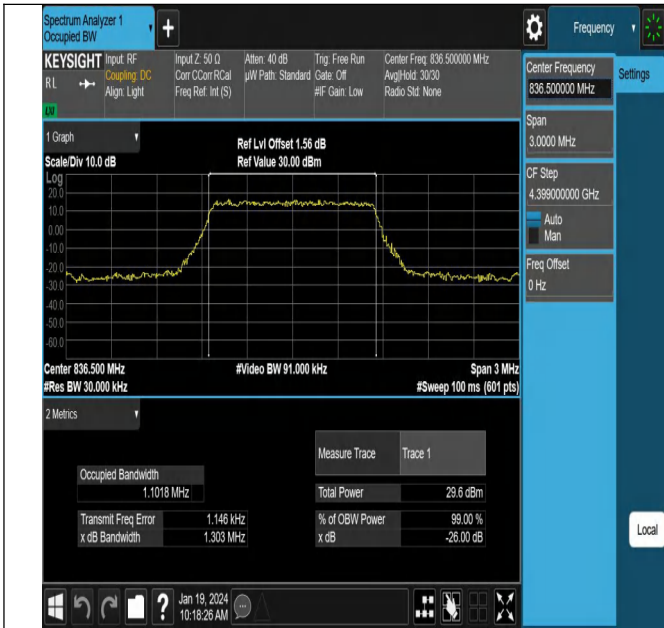 Spectrum Analyzer 1
Occupied BW
+
Frequency
KEYSIGHT
RL
LXI
Input: RF
Coupling: DC
Align: Light
Input Z: 50 Ω
Corr CCorr RCal
Freq Ref: Int (S)
Atten: 40 dB
µW Path: Standard
Trig: Free Run
Gate: Off
#IF Gain: Low
Center Freq: 836.500000 MHz
Avg|Hold: 30/30
Radio Std: None
Center Frequency
836.500000 MHz
Settings
Span
3.0000 MHz
CF Step
4.399000000 GHz
Auto
Man
Freq Offset
0 Hz
Local
1 Graph
Scale/Div 10.0 dB
Ref Lvl Offset 1.56 dB
Ref Value 30.00 dBm
Log
20.0
10.0
0.00
-10.0
-20.0
-30.0
-40.0
-50.0
-60.0
Center 836.500 MHz
#Video BW 91.000 kHz
Span 3 MHz
#Res BW 30.000 kHz
#Sweep 100 ms (601 pts)
2 Metrics
Measure Trace Trace 1
Occupied Bandwidth
1.1018 MHz
Total Power 29.6 dBm
Transmit Freq Error 1.146 kHz
% of OBW Power 99.00 %
x dB Bandwidth 1.303 MHz
x dB -26.00 dB
?
Jan 19, 2024
10:18:26 AM